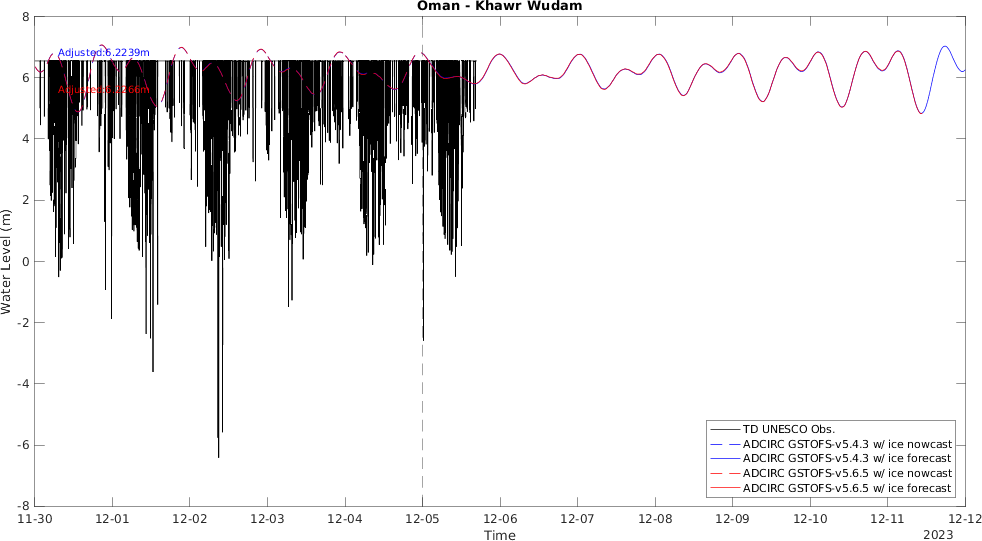 Oman - Khawr Wudam
8
6
4
2
0
-2
-4
-6
-8
Water Level (m)
Adjusted:6.2239m
TD UNESCO Obs.
ADCIRC GSTOFS-v5.4.3 w/ ice nowcast
ADCIRC GSTOFS-v5.4.3 w/ ice forecast
ADCIRC GSTOFS-v5.6.5 w/ ice nowcast
ADCIRC GSTOFS-v5.6.5 w/ ice forecast
11-30 12-01 12-02 12-03 12-04 12-05 12-06 12-07 12-08 12-09 12-10 12-11 12-12
Time
2023